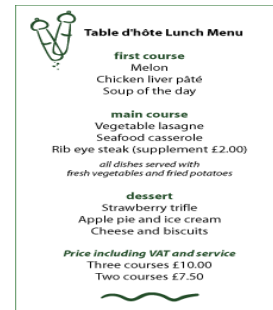 Table d'hôte Lunch Menu
first course
Melon
Chicken liver pâté
Soup of the day
main course
Vegetable lasagne
Seafood casserole
Rib eye steak (supplement £2.00)
all dishes served with
fresh vegetables and fried potatoes
dessert
Strawberry trifle
Apple pie and ice cream
Cheese and biscuits
Price including VAT and service
Three courses £10.00
Two courses £7.50